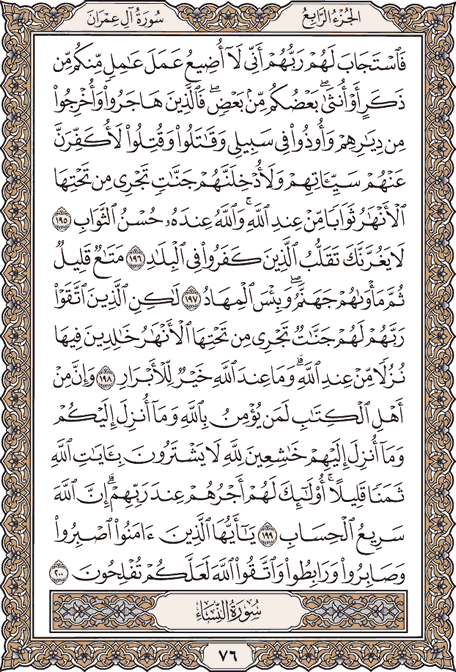 الجزء الرابع
سورة آل عمران
فَٱسْتَجَابَ لَهُمْ رَبُّهُمْ أَنِّى لَآ أُضِيعُ عَمَلَ عَٰمِلٍ مِّنكُم مِّن
ذَكَرٍ أَوْ أُنثَىٰۖ بَعْضُكُم مِّنۢ بَعْضٍۖ فَٱلَّذِينَ هَاجَرُوا۟ وَأُخْرِجُوا۟
مِن دِيَٰرِهِمْ وَأُوذُوا۟ فِى سَبِيلِى وَقَٰتَلُوا۟ وَقُتِلُوا۟ لَأُكَفِّرَنَّ
عَنْهُمْ سَيِّـَٔاتِهِمْ وَلَأُدْخِلَنَّهُمْ جَنَّٰتٍ تَجْرِى مِن تَحْتِهَا
ٱلْأَنْهَٰرُ ثَوَابًا مِّنْ عِندِ ٱللَّهِۚ وَٱللَّهُ عِندَهُۥ حُسْنُ ٱلثَّوَابِ ١٩٥
لَا يَغُرَّنَّكَ تَقَلُّبُ ٱلَّذِينَ كَفَرُوا۟ فِى ٱلْبِلَٰدِ ١٩٦ مَتَٰعٌ قَلِيلٌ
ثُمَّ مَأْوَىٰهُمْ جَهَنَّمُۖ وَبِئْسَ ٱلْمِهَادُ ١٩٧ لَٰكِنِ ٱلَّذِينَ ٱتَّقَوْا۟
رَبَّهُمْ لَهُمْ جَنَّٰتٌ تَجْرِى مِن تَحْتِهَا ٱلْأَنْهَٰرُ خَٰلِدِينَ فِيهَا
نُزُلًا مِّنْ عِندِ ٱللَّهِۗ وَمَا عِندَ ٱللَّهِ خَيْرٌ لِّلْأَبْرَارِ ١٩٨ وَإِنَّ مِنْ
أَهْلِ ٱلْكِتَٰبِ لَمَن يُؤْمِنُ بِٱللَّهِ وَمَآ أُنزِلَ إِلَيْكُمْ
وَمَآ أُنزِلَ إِلَيْهِمْ خَٰشِعِينَ لِلَّهِ لَا يَشْتَرُونَ بِـَٔايَٰتِ ٱللَّهِ
ثَمَنًا قَلِيلًاۚ أُو۟لَٰٓئِكَ لَهُمْ أَجْرُهُمْ عِندَ رَبِّهِمْۗ إِنَّ ٱللَّهَ
سَرِيعُ ٱلْحِسَابِ ١٩٩ يَٰٓأَيُّهَا ٱلَّذِينَ ءَامَنُوا۟ ٱصْبِرُوا۟
وَصَابِرُوا۟ وَرَابِطُوا۟ وَٱتَّقُوا۟ ٱللَّهَ لَعَلَّكُمْ تُفْلِحُونَ ٢٠٠
سُورَةُ النِّسَاءِ
٧٦